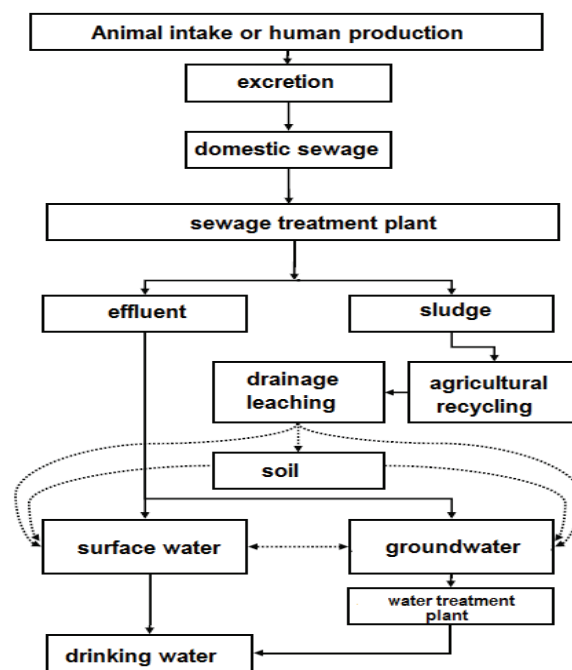 Animal intake or human production
excretion
domestic sewage
sewage treatment plant
effluent
sludge
drainage
leaching
agricultural
recycling
soil
surface water
groundwater
water treatment
plant
drinking water